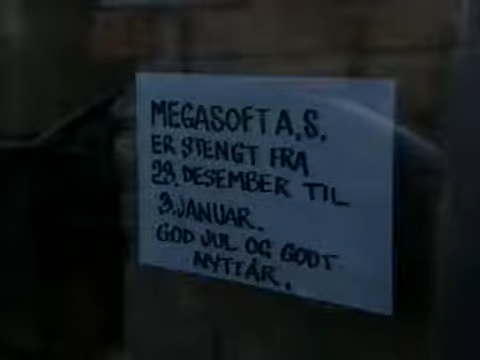 MEGASOFT A.S.
ER STENGT FRA
23. DESEMBER TIL
3. JANUAR.
GOD JUL OG GODT
NYTTÅR.